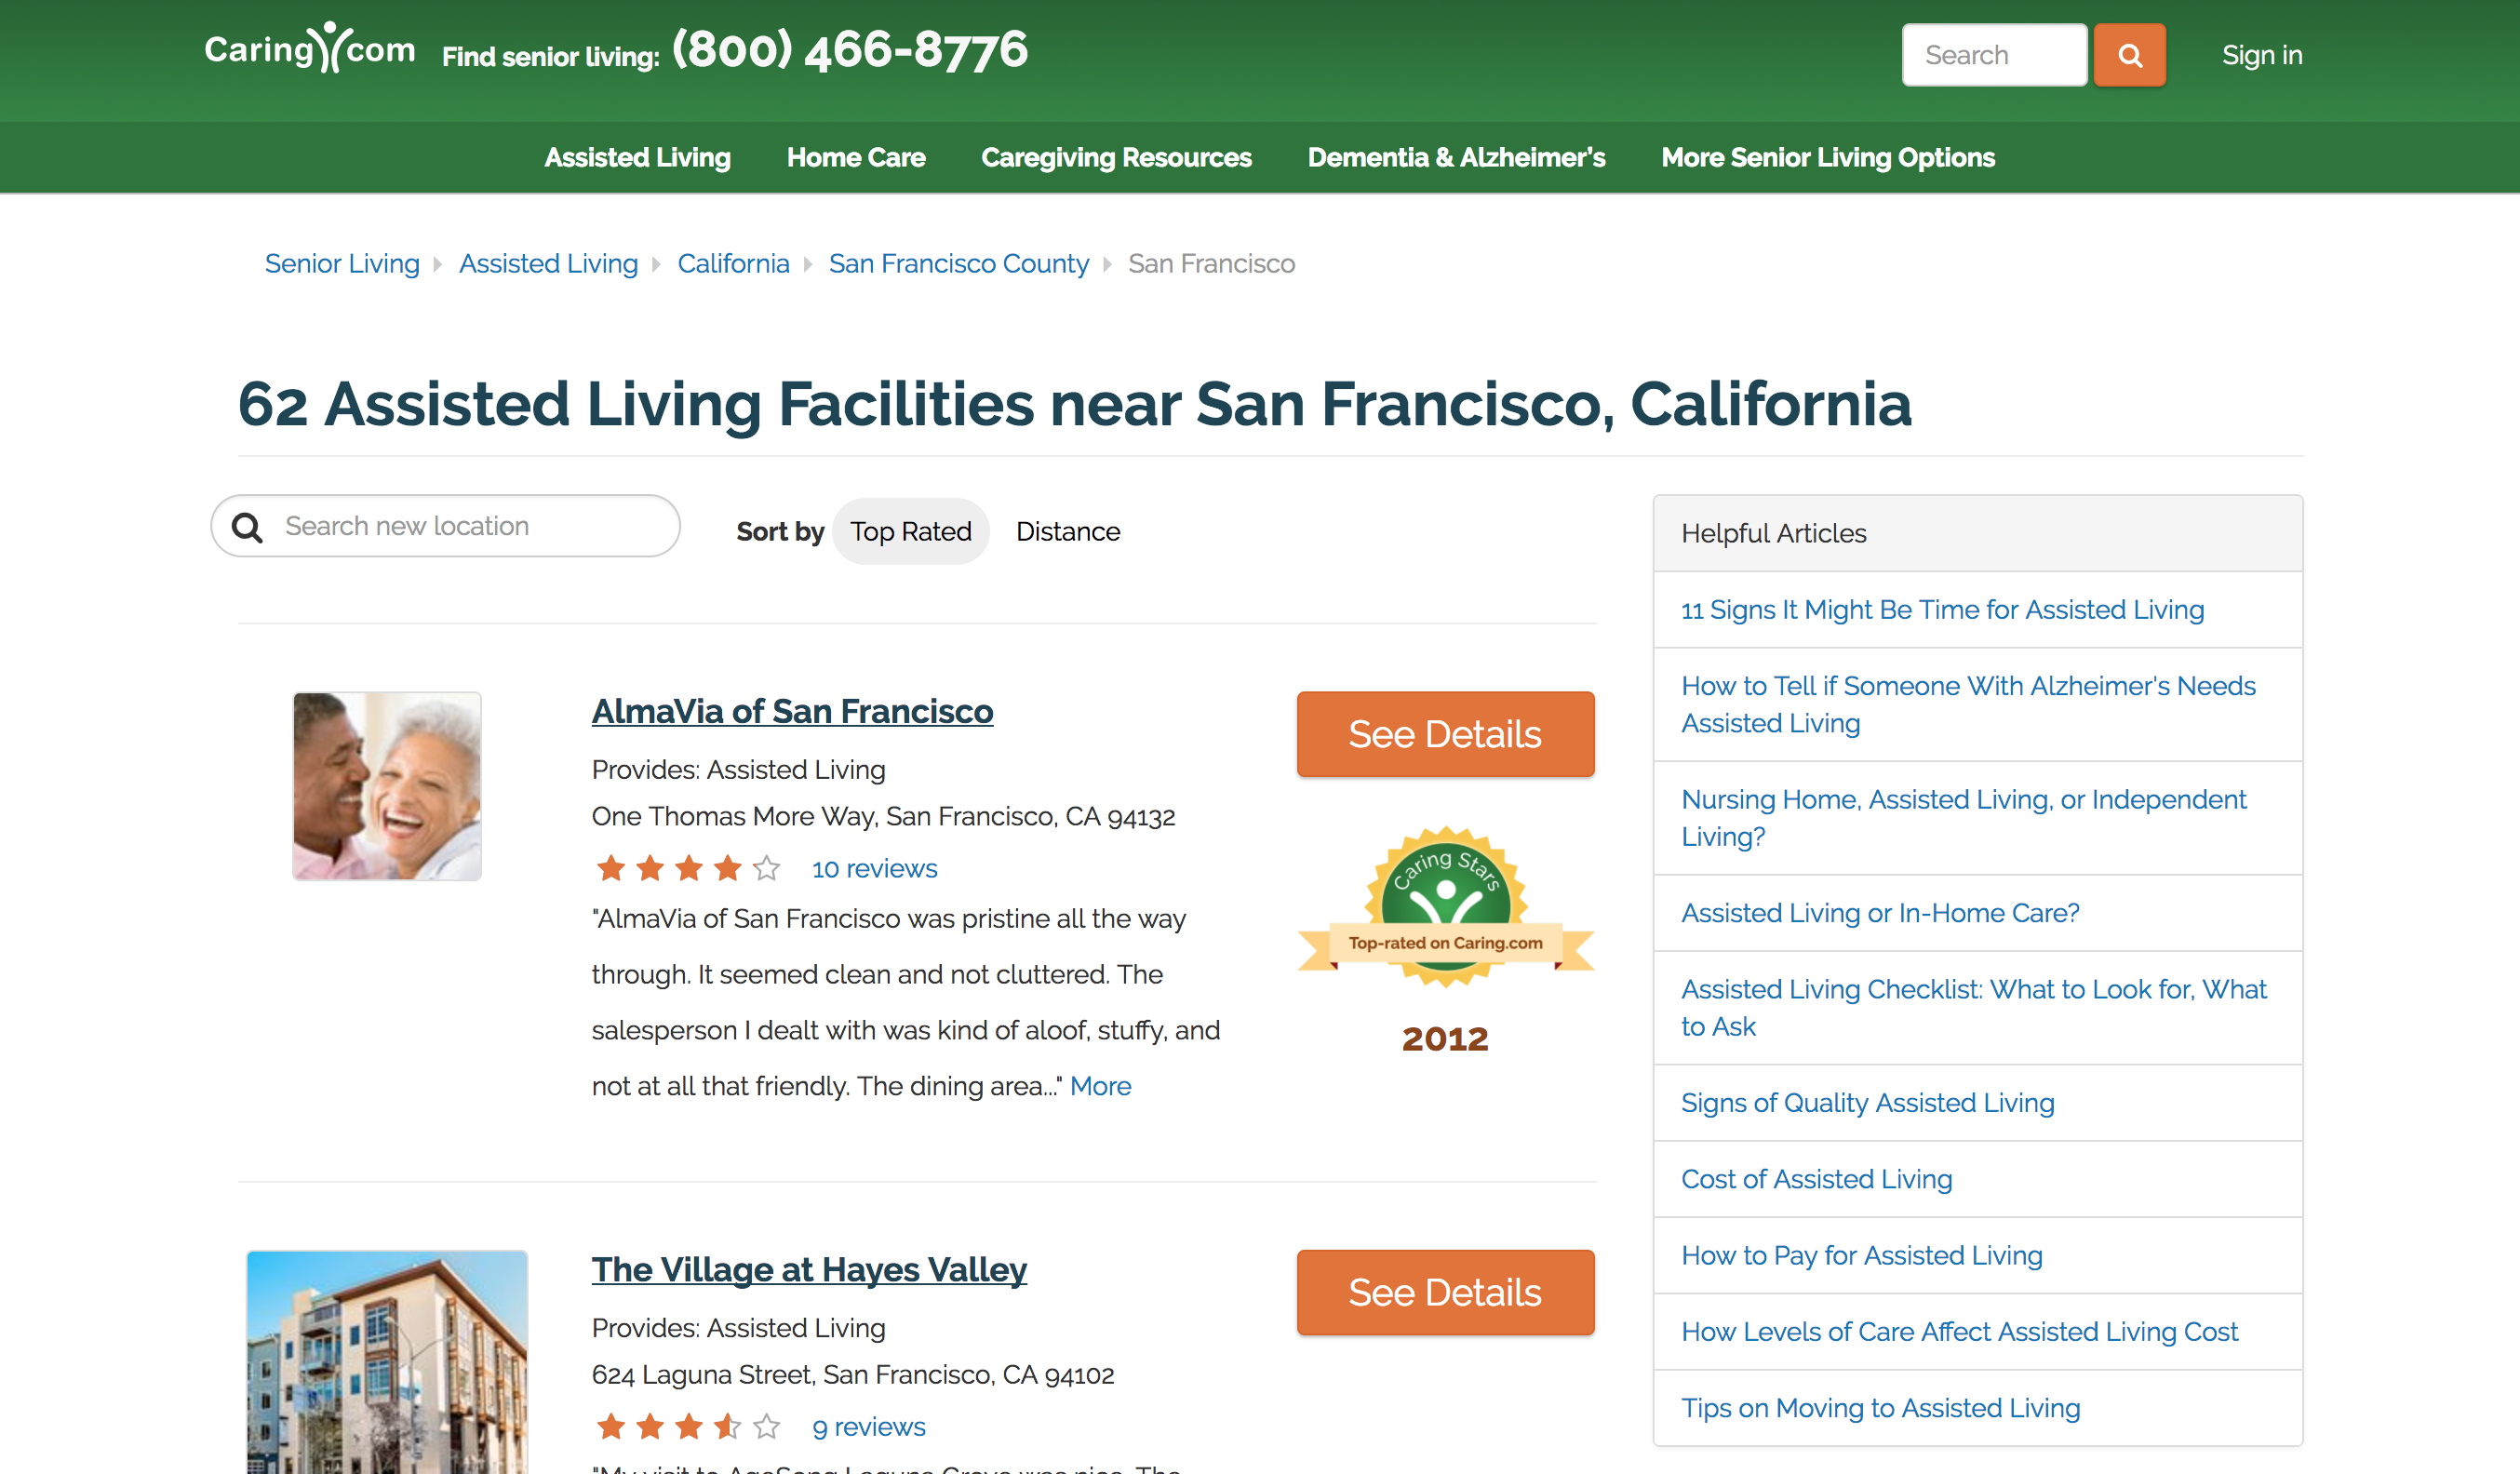 Caring.com
Find senior living: (800) 466-8776
Search
Sign in
Assisted Living
Home Care
Caregiving Resources
Dementia & Alzheimer's
More Senior Living Options
Senior Living
Assisted Living
California
San Francisco County
San Francisco
62 Assisted Living Facilities near San Francisco, California
Search new location
Sort by Top Rated Distance
AlmaVia of San Francisco
Provides: Assisted Living
One Thomas More Way, San Francisco, CA 94132
10 reviews
"AlmaVia of San Francisco was pristine all the way
through. It seemed clean and not cluttered. The
salesperson I dealt with was kind of aloof, stuffy, and
not at all that friendly. The dining area..." More
See Details
Caring Stars
Top-rated on Caring.com
2012
The Village at Hayes Valley
Provides: Assisted Living
624 Laguna Street, San Francisco, CA 94102
9 reviews
"My visit to AgeSong Laguna Grove was nice. The
See Details
Helpful Articles
11 Signs It Might Be Time for Assisted Living
How to Tell if Someone With Alzheimer's Needs
Assisted Living
Nursing Home, Assisted Living, or Independent
Living?
Assisted Living or In-Home Care?
Assisted Living Checklist: What to Look for, What
to Ask
Signs of Quality Assisted Living
Cost of Assisted Living
How to Pay for Assisted Living
How Levels of Care Affect Assisted Living Cost
Tips on Moving to Assisted Living